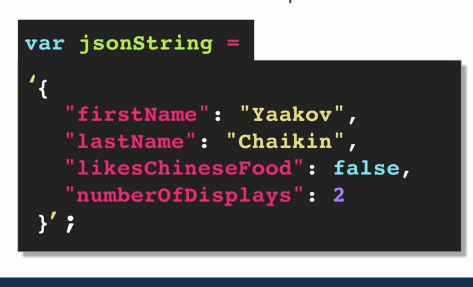 var jsonString =
‘{
"firstName": "Yaakov",
"lastName": "Chaikin",
"likesChineseFood": false,
"numberOfDisplays": 2
}’;